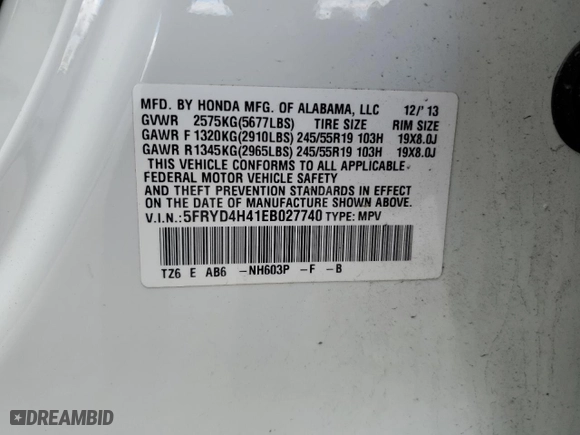 MFD. BY HONDA MFG. OF ALABAMA, LLC 12/'13
GVWR 2575KG(5677LBS) TIRE SIZE RIM SIZE
GAWR F 1320KG(2910LBS) 245/55R19 103H 19X8.0J
GAWR R 1345KG(2965LBS) 245/55R19 103H 19X8.0J
THIS VEHICLE CONFORMS TO ALL APPLICABLE
FEDERAL MOTOR VEHICLE SAFETY
AND THEFT PREVENTION STANDARDS IN EFFECT
ON THE DATE OF MANUFACTURE SHOWN ABOVE.
V.I.N.:5FRYD4H41EB027740 TYPE: MPV
TZ6 E AB6 -NH603P -F -B
DREAMBID